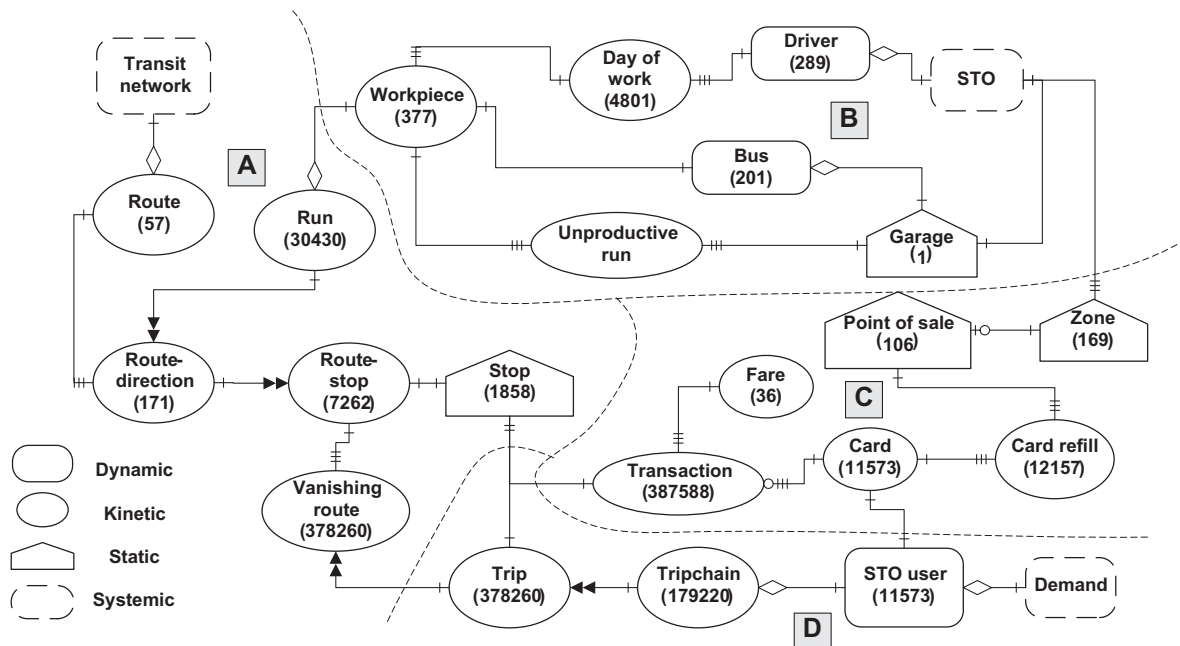 Transit
network
Route
(57)
A
Run
(30430)
Workpiece
(377)
Day of
work
(4801)
Driver
(289)
STO
B
Bus
(201)
Unproductive
run
Garage
(1)
Route-
direction
(171)
Route-
stop
(7262)
Stop
(1858)
Vanishing
route
(378260)
Point of sale
(106)
Zone
(169)
Fare
(36)
C
Transaction
(387588)
Card
(11573)
Card refill
(12157)
Trip
(378260)
Tripchain
(179220)
STO user
(11573)
Demand
D
Dynamic
Kinetic
Static
Systemic